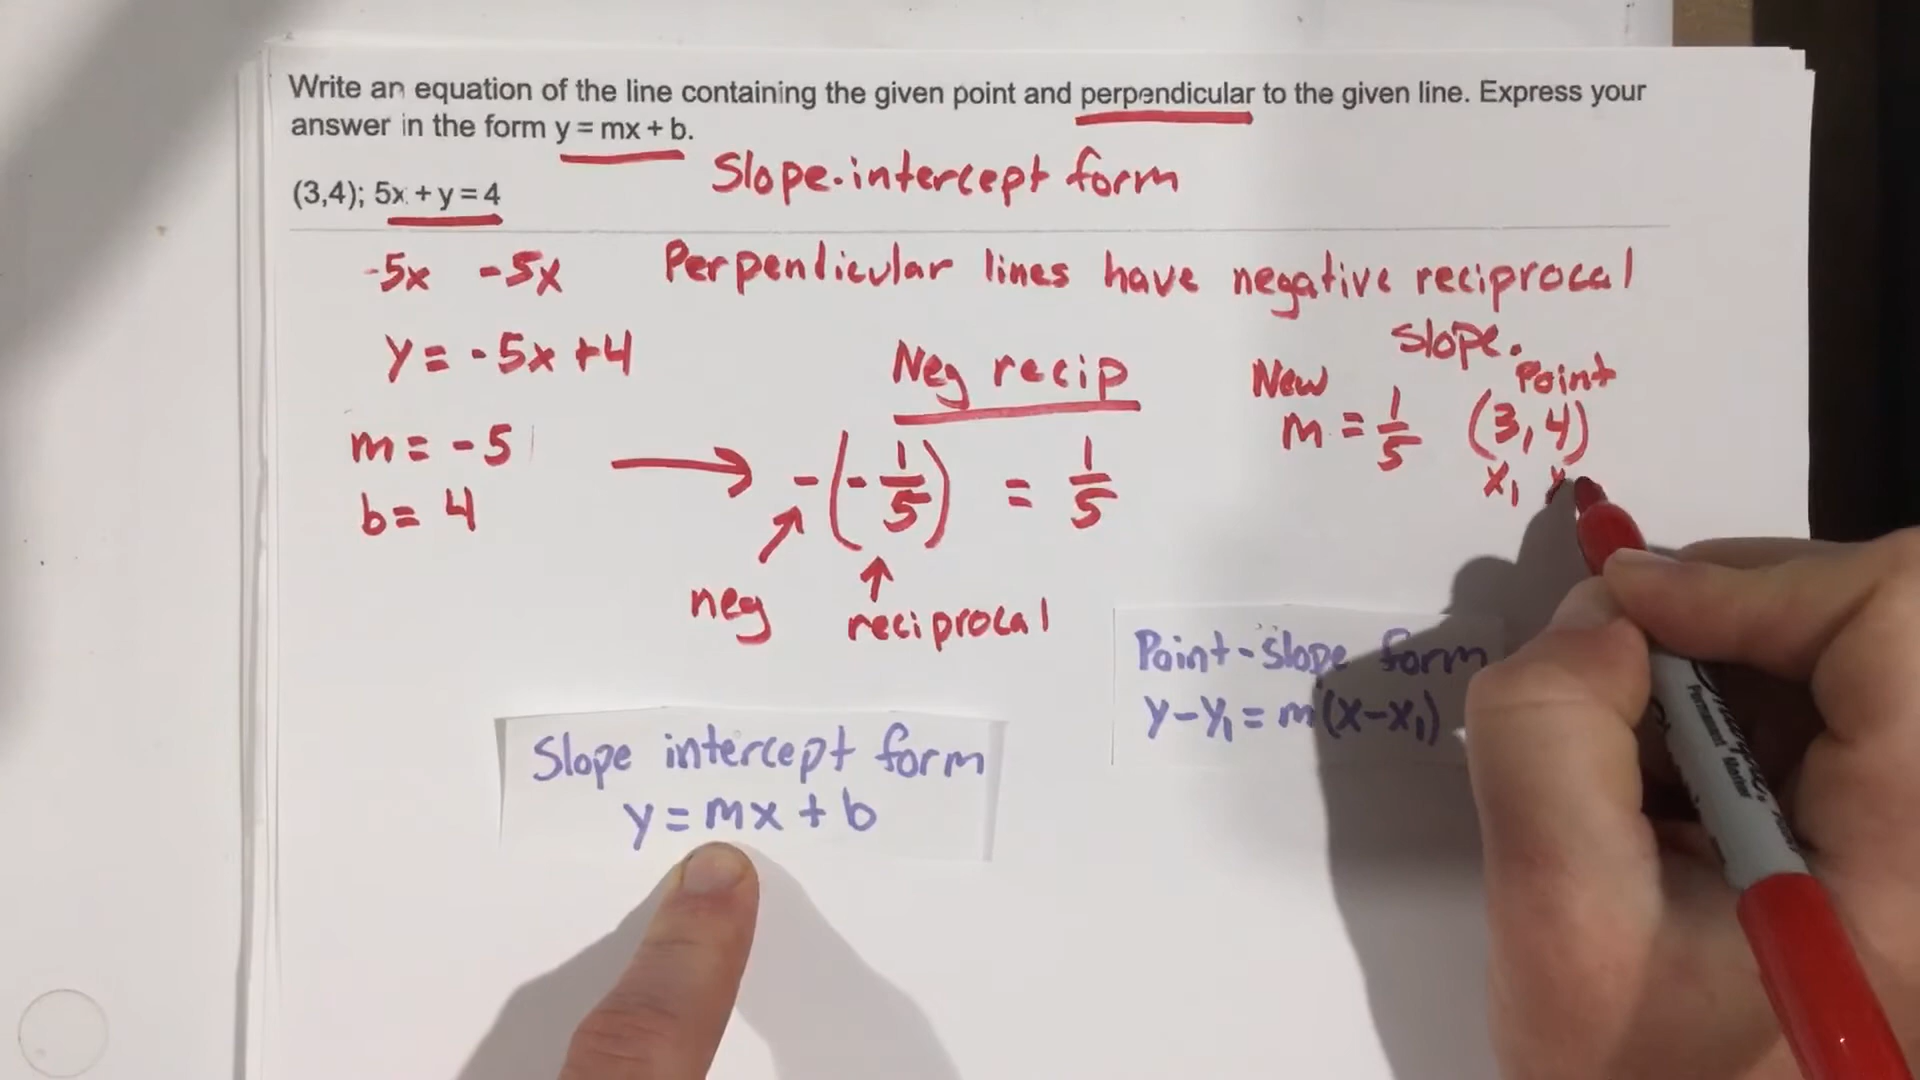 Write an equation of the line containing the given point and perpendicular to the given line. Express your
answer in the form y = mx + b.
Slope-intercept form
(3,4); 5x + y = 4
-5x -5x
Perpendicular lines have negative reciprocal
slope.
y = -5x + 4
Neg recip
New
m = 1/5
Point
(3,4)
x₁
m = -5
b = 4
-(-1/5) = 1/5
neg
reciprocal
Point-slope form
y-y₁ = m(x-x₁)
Slope intercept form
y = mx + b
Permanent Marker